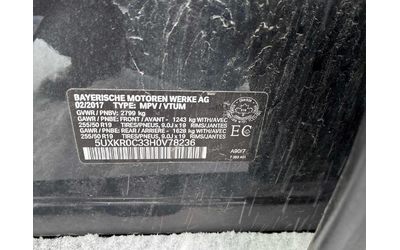 BAYERISCHE MOTOREN WERKE AG
02/2017 TYPE: MPV / VTUM
GVWR / PNBV: 2799 kg
GAWR / PNBE: FRONT / AVANT - 1243 kg WITH/AVEC
255/50 R19 TIRES/PNEUS, 9.0J x 19 RIMS/JANTES
GAWR / PNBE: REAR / ARRIERE - 1628 kg WITH/AVEC
255/50 R19 TIRES/PNEUS, 9.0J x 19 RIMS/JANTES
5UXKR0C33H0V78236
EC
A90/7